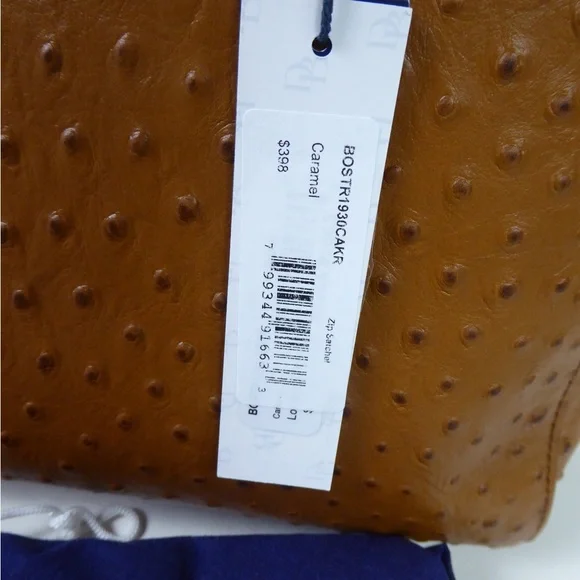 BOSTR1930CAKR
Caramel
$398
Zip Satchel
7 99344 91663 3